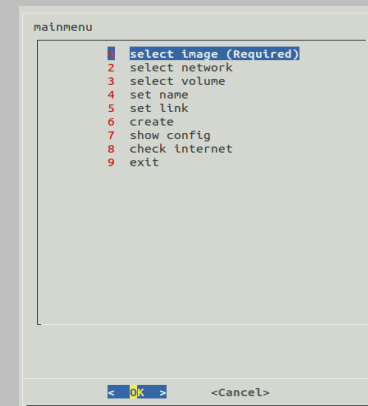 mainmenu
1 select image (Required)
2 select network
3 select volume
4 set name
5 set link
6 create
7 show config
8 check internet
9 exit
< OK > <Cancel>